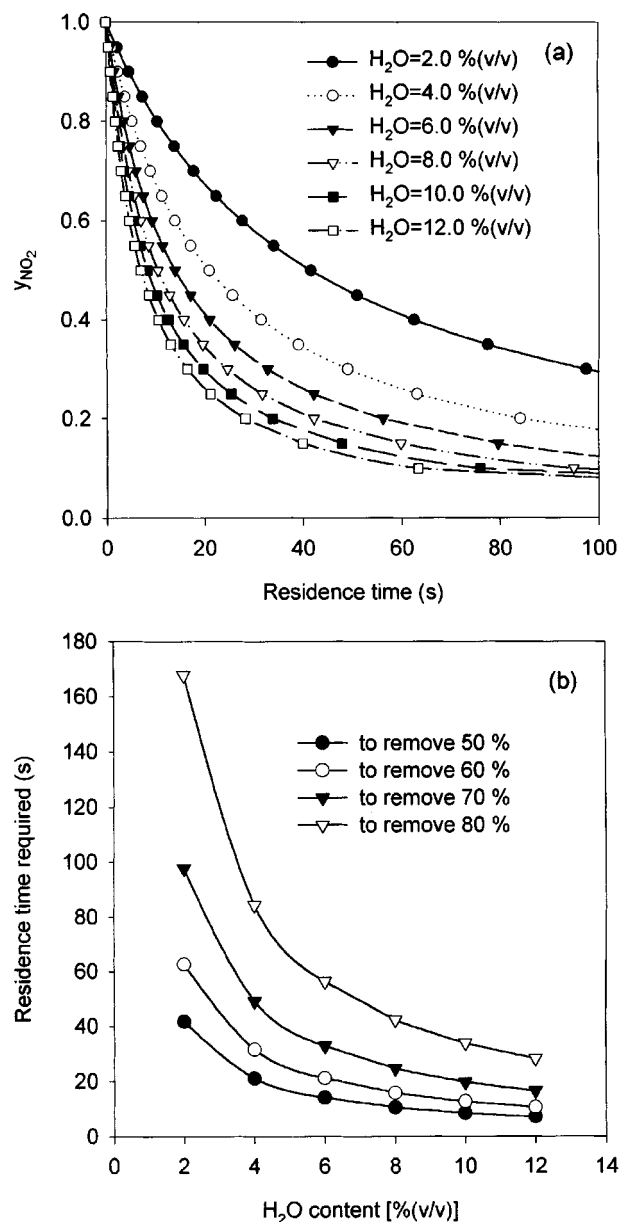 (a)
H2O=2.0 %(v/v)
H2O=4.0 %(v/v)
H2O=6.0 %(v/v)
H2O=8.0 %(v/v)
H2O=10.0 %(v/v)
H2O=12.0 %(v/v)
1.0
0.8
0.6
0.4
0.2
0.0
yNO2
0 20 40 60 80 100
Residence time (s)
(b)
to remove 50 %
to remove 60 %
to remove 70 %
to remove 80 %
180
160
140
120
100
80
60
40
20
0
Residence time required (s)
0 2 4 6 8 10 12 14
H2O content [%(v/v)]